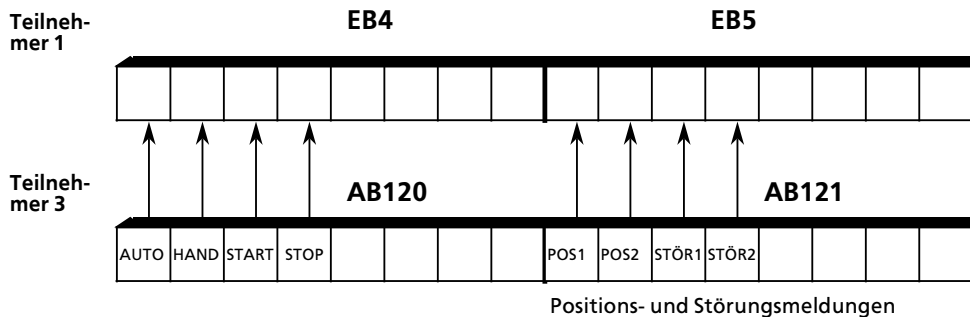 Teilneh-
mer 1
EB4 EB5
Teilneh-
mer 3
AB120 AB121
AUTO HAND START STOP POS1 POS2 STÖR1 STÖR2
Positions- und Störungsmeldungen